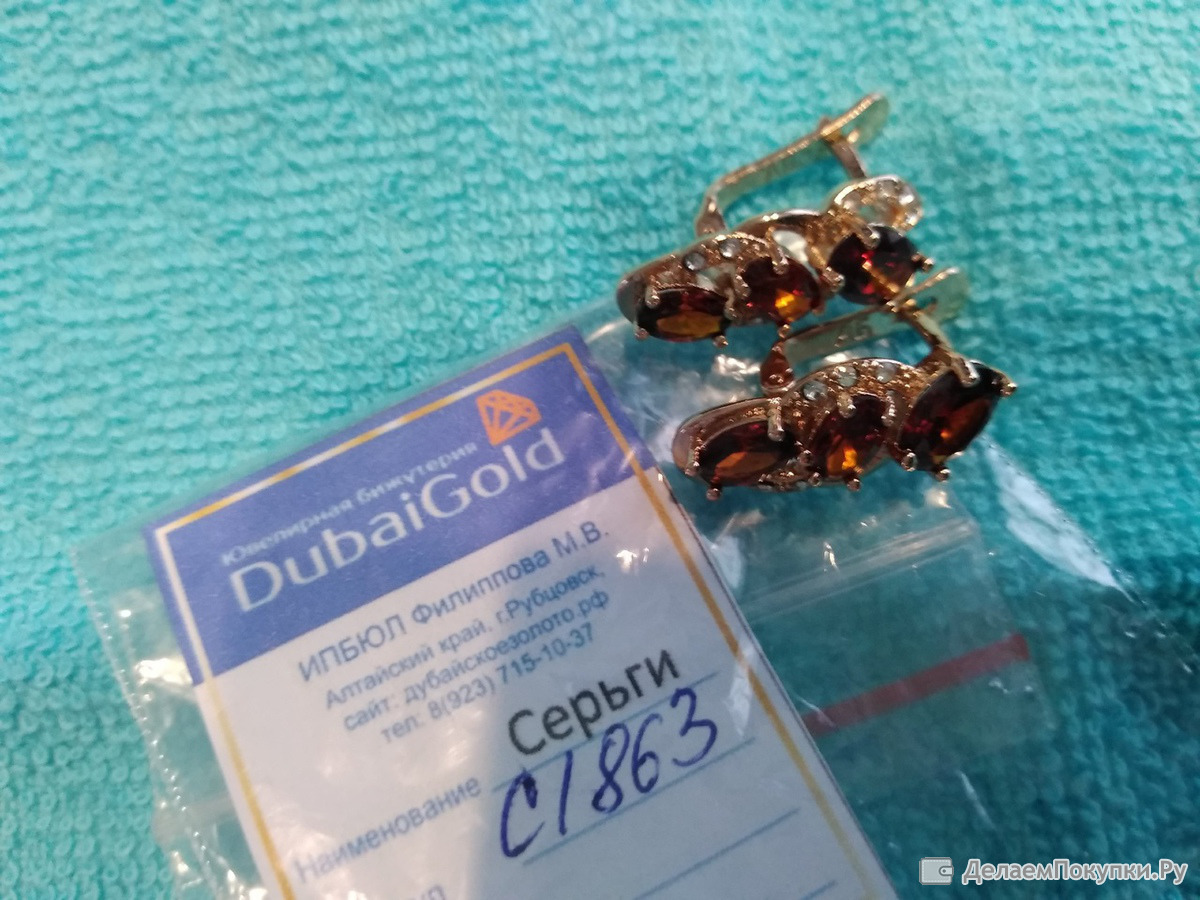 Ювелирная бижутерия
DubaiGold
ИПБЮЛ Филиппова М.В.
Алтайский край, г.Рубцовск,
сайт: дубайскоезолото.рф
тел: 8(923) 715-10-37
Наименование Серьги
С1863
ДелаемПокупки.Ру